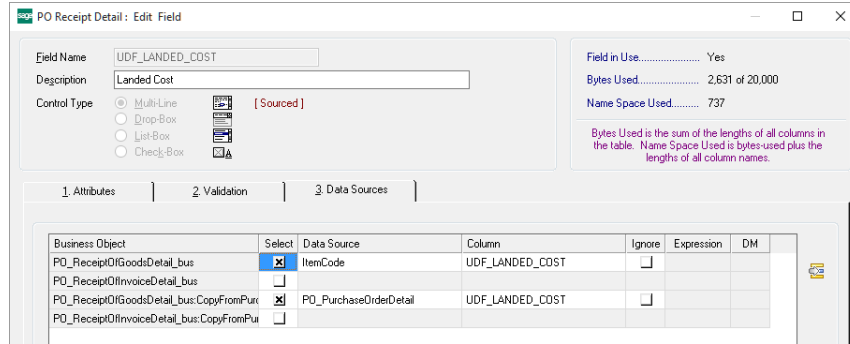 sage PO Receipt Detail : Edit Field
Field Name UDF_LANDED_COST
Description Landed Cost
Control Type Multi-Line [ Sourced ]
Drop-Box
List-Box
Check-Box
Field in Use...................... Yes
Bytes Used...................... 2,631 of 20,000
Name Space Used.......... 737
Bytes Used is the sum of the lengths of all columns in
the table. Name Space Used is bytes-used plus the
lengths of all column names.
1. Attributes 2. Validation 3. Data Sources
Business Object Select Data Source Column Ignore Expression DM
PO_ReceiptOfGoodsDetail_bus ItemCode UDF_LANDED_COST
PO_ReceiptOfInvoiceDetail_bus
PO_ReceiptOfGoodsDetail_bus:CopyFromPurc PO_PurchaseOrderDetail UDF_LANDED_COST
PO_ReceiptOfInvoiceDetail_bus:CopyFromPur